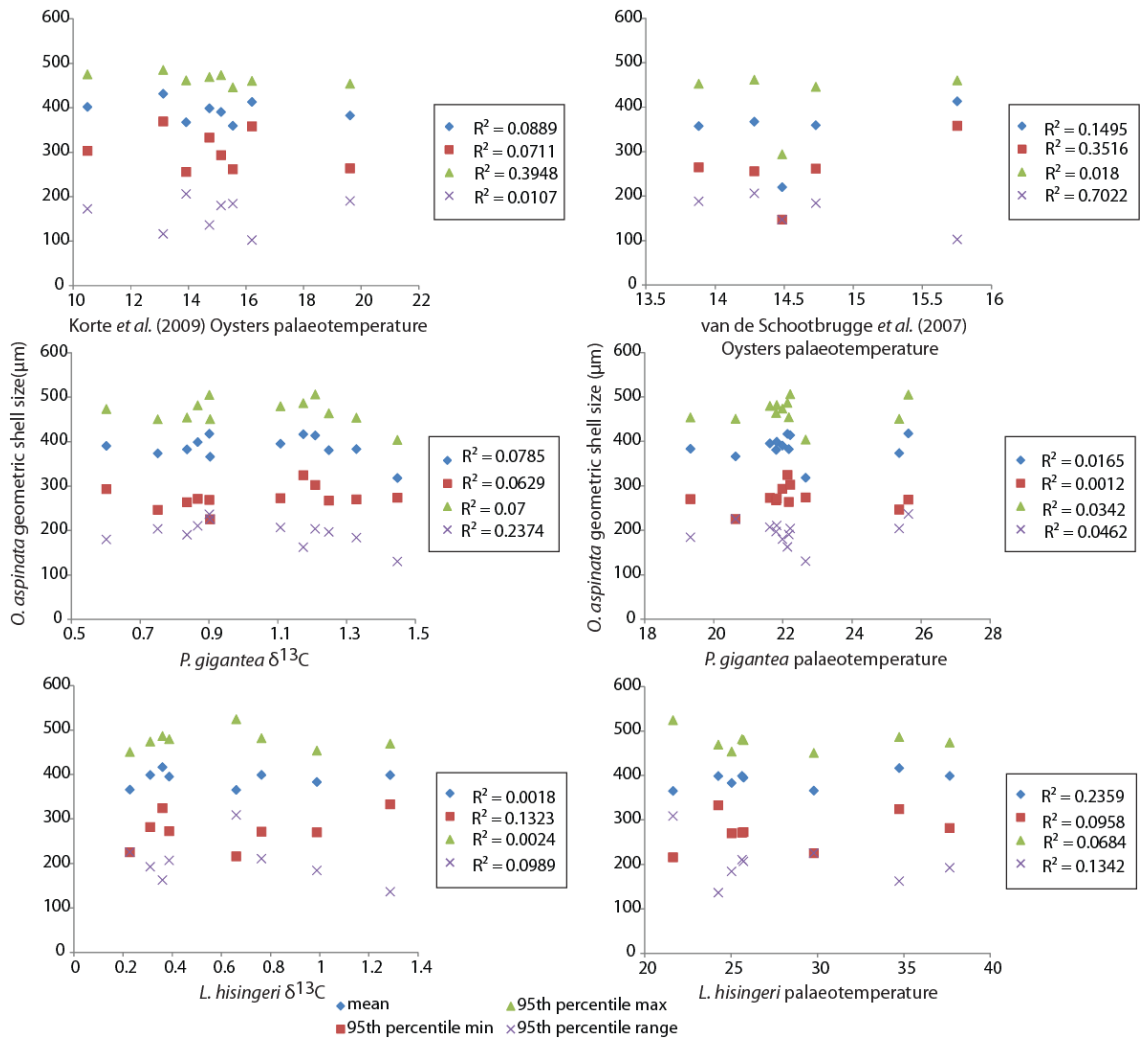 600
500
400
300
200
100
0
10 12 14 16 18 20 22
Korte et al. (2009) Oysters palaeotemperature
R² = 0.0889
R² = 0.0711
R² = 0.3948
R² = 0.0107
600
500
400
300
200
100
0
13.5 14 14.5 15 15.5 16
van de Schootbrugge et al. (2007)
Oysters palaeotemperature
R² = 0.1495
R² = 0.3516
R² = 0.018
R² = 0.7022
O. aspinata geometric shell size(μm)
600
500
400
300
200
100
0
0.5 0.7 0.9 1.1 1.3 1.5
P. gigantea δ¹³C
R² = 0.0785
R² = 0.0629
R² = 0.07
R² = 0.2374
O. aspinata geometric shell size (μm)
600
500
400
300
200
100
0
18 20 22 24 26 28
P. gigantea palaeotemperature
R² = 0.0165
R² = 0.0012
R² = 0.0342
R² = 0.0462
600
500
400
300
200
100
0
0 0.2 0.4 0.6 0.8 1 1.2 1.4
L. hisingeri δ¹³C
R² = 0.0018
R² = 0.1323
R² = 0.0024
R² = 0.0989
600
500
400
300
200
100
0
20 25 30 35 40
L. hisingeri palaeotemperature
R² = 0.2359
R² = 0.0958
R² = 0.0684
R² = 0.1342
mean
95th percentile max
95th percentile min
95th percentile range